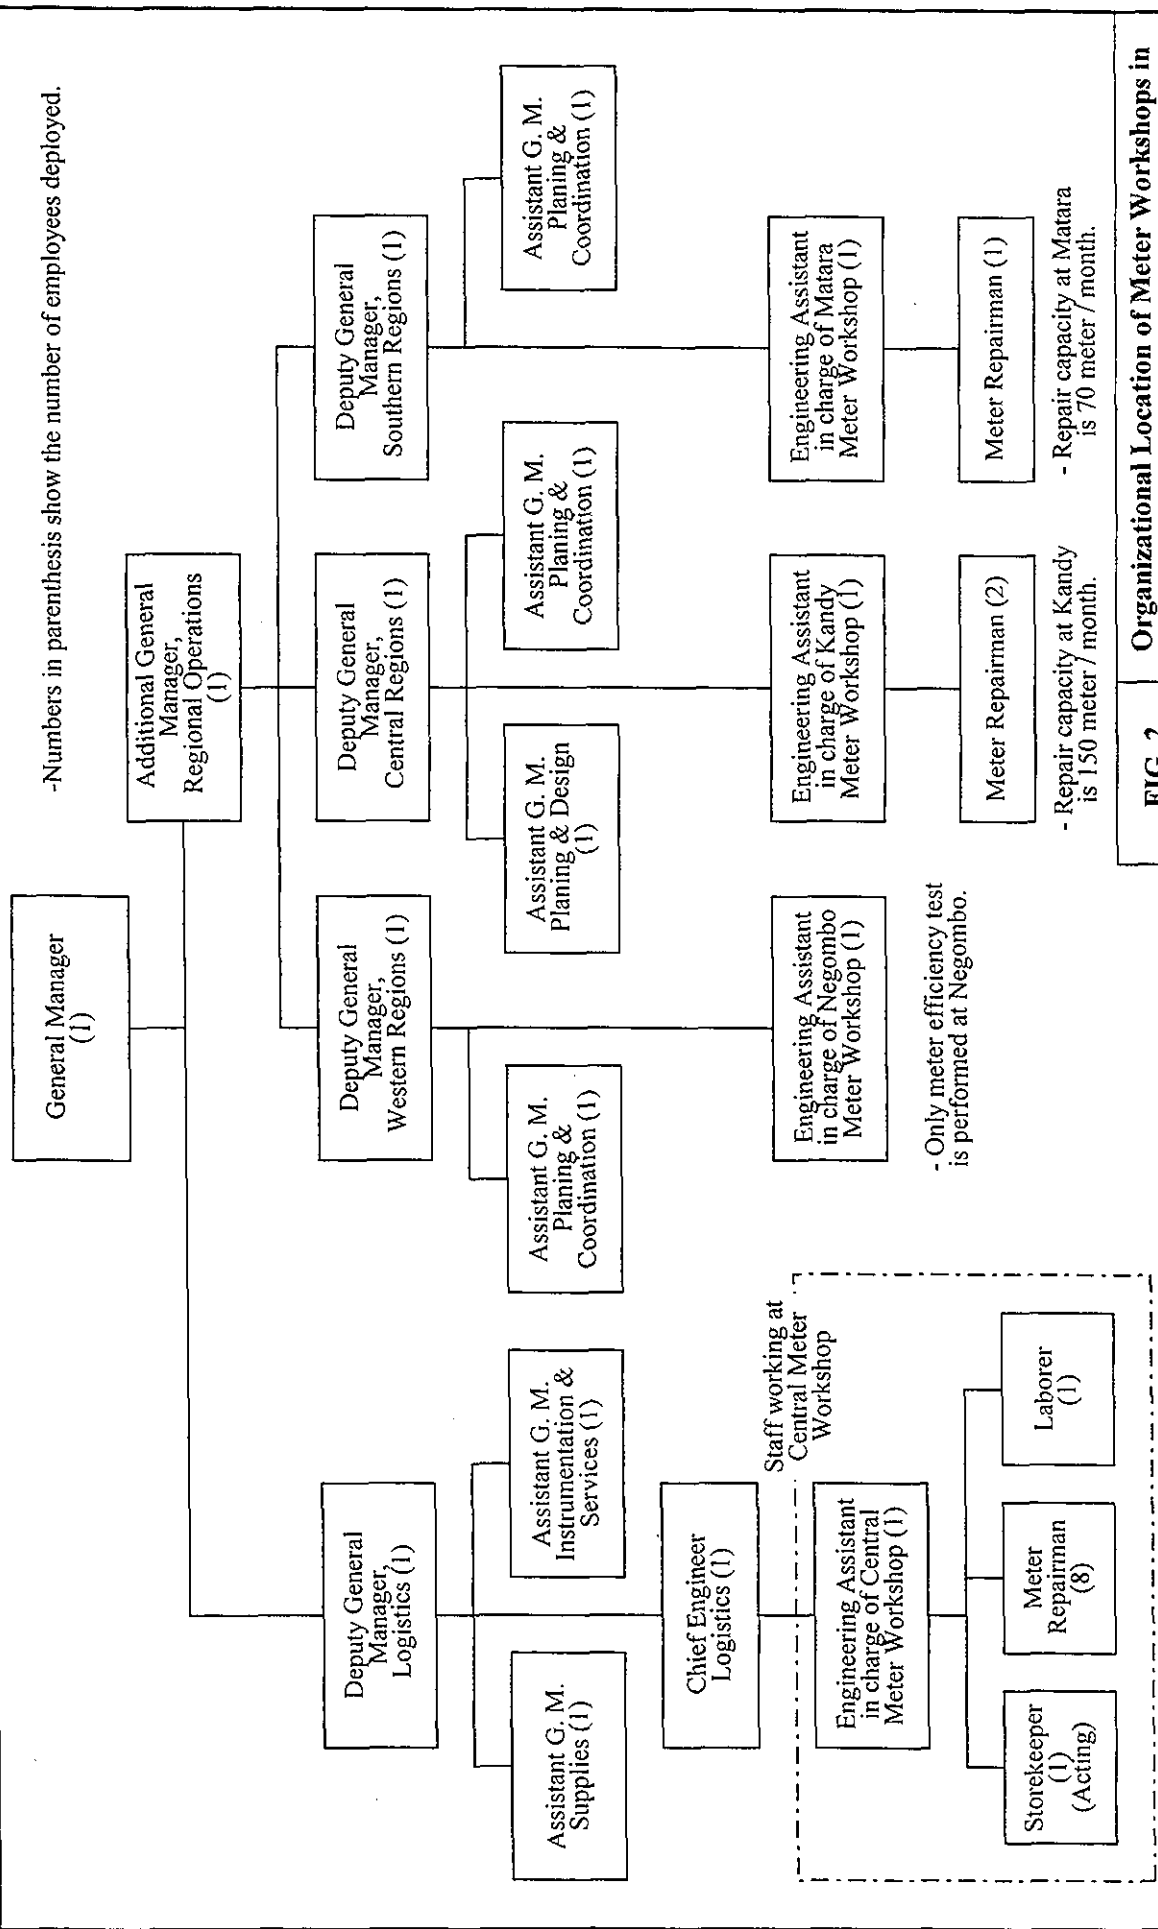 -Numbers in parenthesis show the number of employees deployed.
General Manager
(1)
Additional General
Manager,
Regional Operations
(1)
Deputy General
Manager,
Logistics (1)
Deputy General
Manager,
Western Regions (1)
Deputy General
Manager,
Central Regions (1)
Deputy General
Manager,
Southern Regions (1)
Assistant G. M.
Supplies (1)
Assistant G. M.
Instrumentation &
Services (1)
Assistant G. M.
Planing &
Coordination (1)
Assistant G. M.
Planing & Design
(1)
Assistant G. M.
Planing &
Coordination (1)
Assistant G. M.
Planing &
Coordination (1)
Chief Engineer
Logistics (1)
Staff working at
Central Meter
Workshop
Engineering Assistant
in charge of Central
Meter Workshop (1)
Engineering Assistant
in charge of Negombo
Meter Workshop (1)
Engineering Assistant
in charge of Kandy
Meter Workshop (1)
Engineering Assistant
in charge of Matara
Meter Workshop (1)
Storekeeper
(1)
(Acting)
Meter
Repairman
(8)
Laborer
(1)
- Only meter efficiency test
is performed at Negombo.
Meter Repairman (2)
Meter Repairman (1)
- Repair capacity at Kandy
is 150 meter / month.
- Repair capacity at Matara
is 70 meter / month.
FIG. 2
Organizational Location of Meter Workshops in